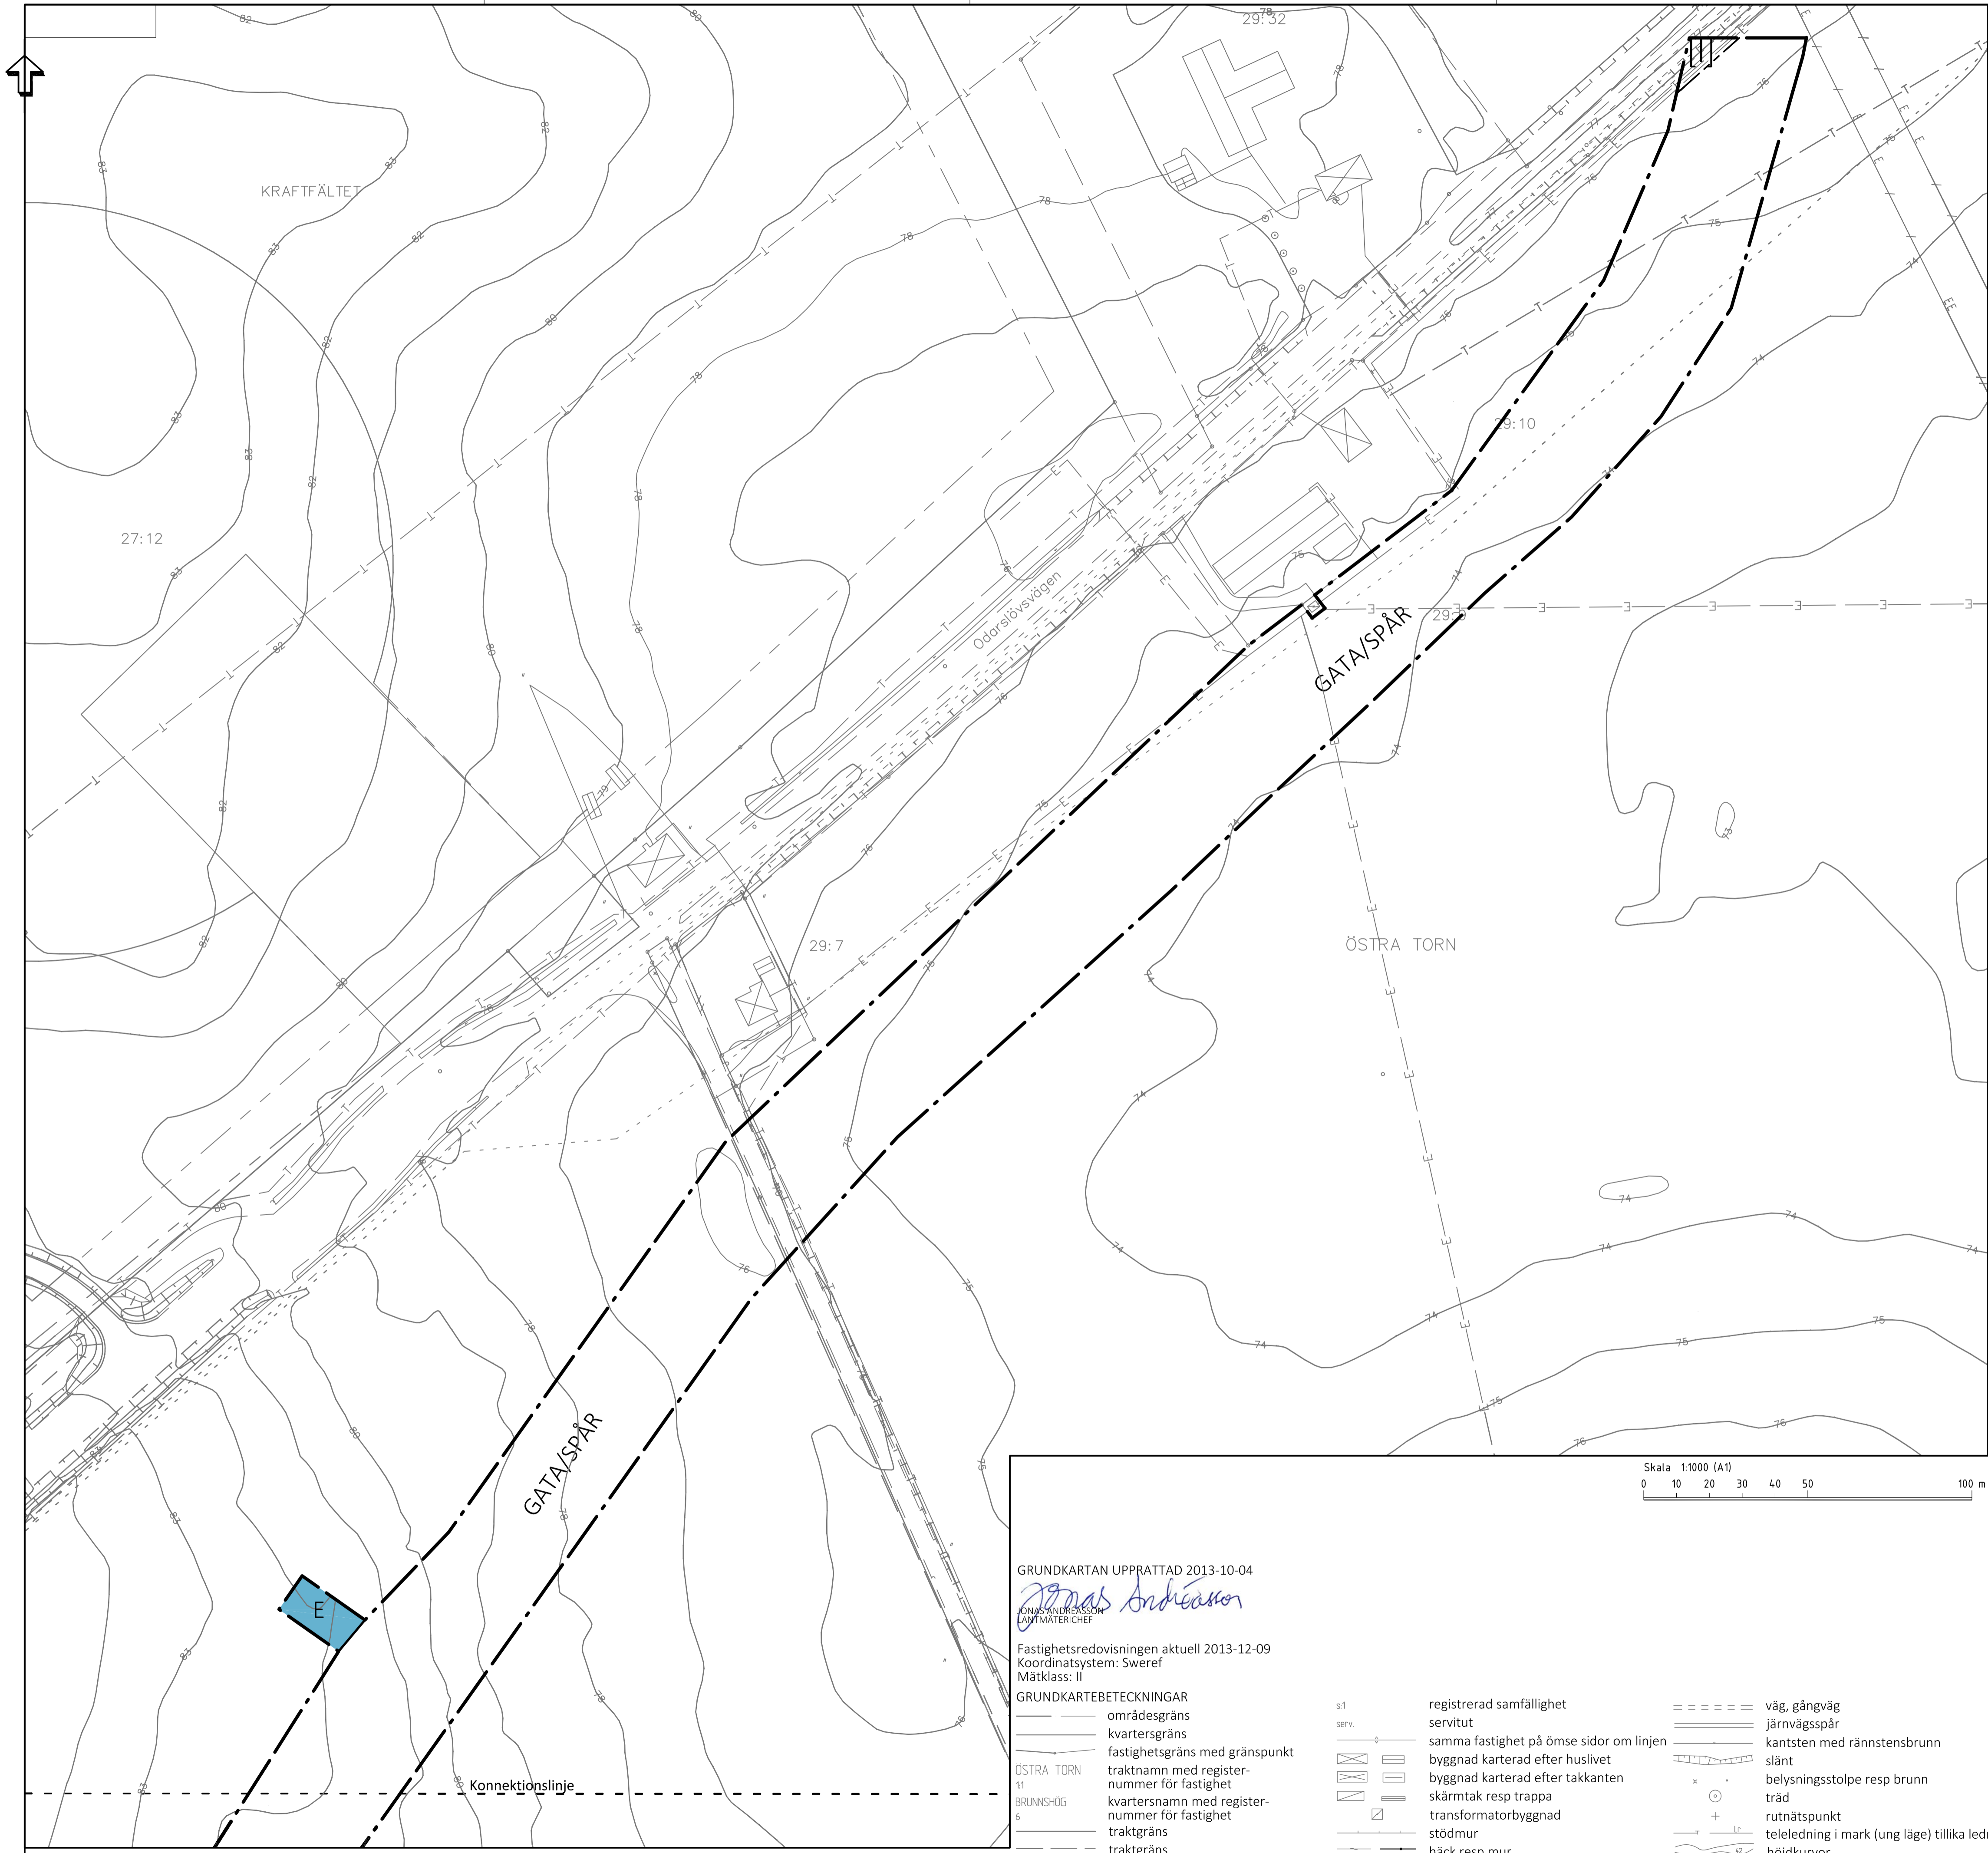 29:32
KRAFTFÄLTET
27:12
29:10
Odarslövsvägen
29:9
GATA/SPÅR
29:7
ÖSTRA TORN
GATA/SPÅR
E
Konnektionslinje
Skala 1:1000 (A1)
0 10 20 30 40 50 100 m
GRUNDKARTAN UPPRATTAD 2013-10-04
Jonas Andréasson
JONAS ANDREASSON
LANTMATERICHEF
Fastighetsredovisningen aktuell 2013-12-09
Koordinatsystem: Sweref
Mätklass: II
GRUNDKARTEBETECKNINGAR
områdesgräns
kvartersgräns
fastighetsgräns med gränspunkt
ÖSTRA TORN traktnamn med register-
1:1 nummer för fastighet
BRUNNSHÖG kvartersnamn med register-
6 nummer för fastighet
traktgräns
traktgräns
s:1 registrerad samfällighet
serv. servitut
samma fastighet på ömse sidor om linjen
byggnad karterad efter huslivet
byggnad karterad efter takkanten
skärmtak resp trappa
transformatorbyggnad
stödmur
häck resp mur
väg, gångväg
järnvägsspår
kantsten med rännstensbrunn
slänt
belysningsstolpe resp brunn
träd
rutnätspunkt
teleledning i mark (ung läge) tillika
höjdkurvor